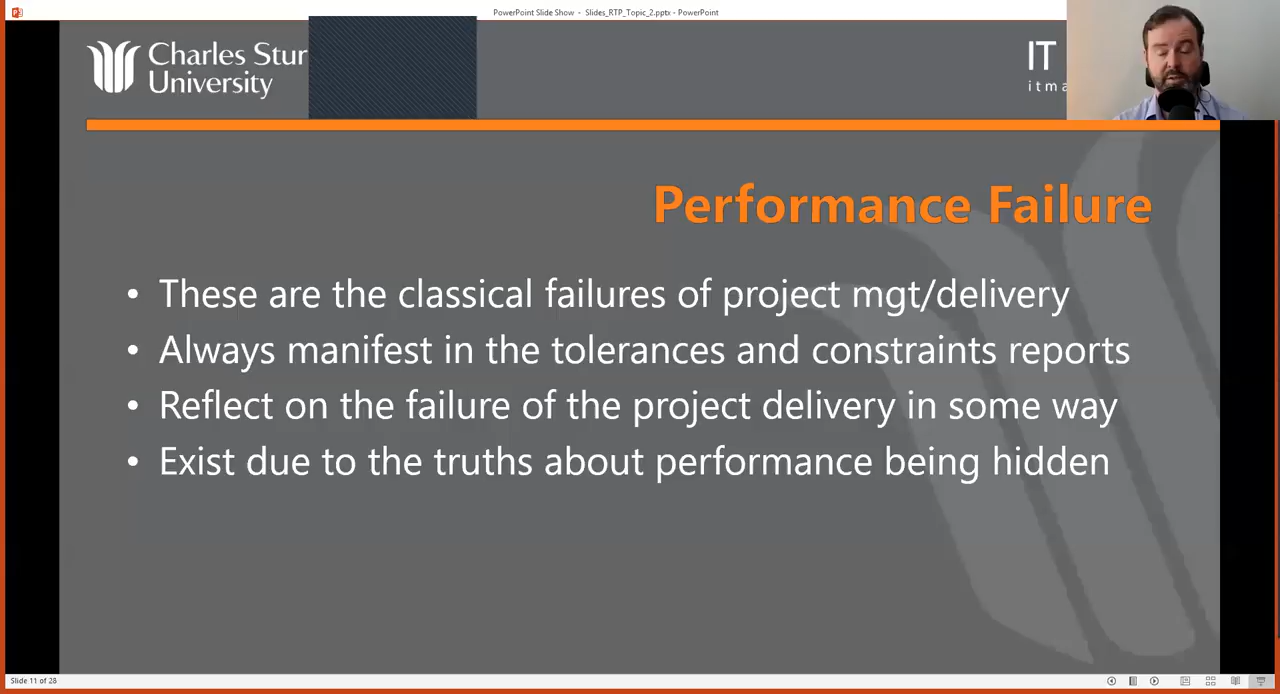 PowerPoint Slide Show - Slides_RTP_Topic_2.pptx - PowerPoint
Charles Stur
University
IT
itma
Performance Failure
• These are the classical failures of project mgt/delivery
• Always manifest in the tolerances and constraints reports
• Reflect on the failure of the project delivery in some way
• Exist due to the truths about performance being hidden
Slide 11 of 28